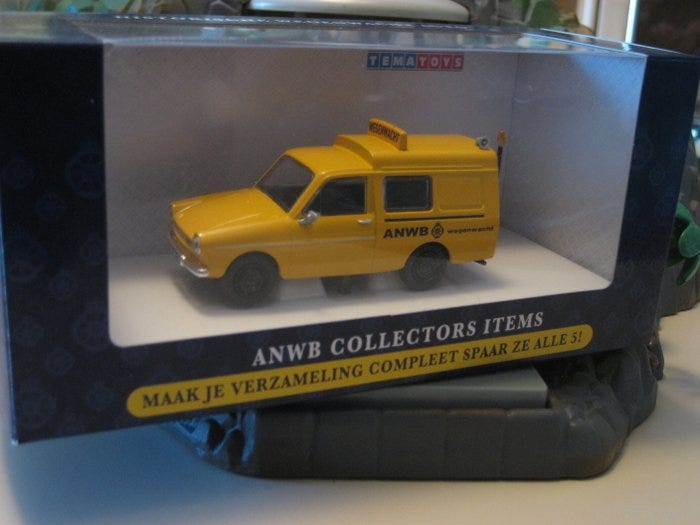 TEMATOYS
WEGENWACHT
ANWB wegenwacht
ANWB COLLECTORS ITEMS
MAAK JE VERZAMELING COMPLEET SPAAR ZE ALLE 5!